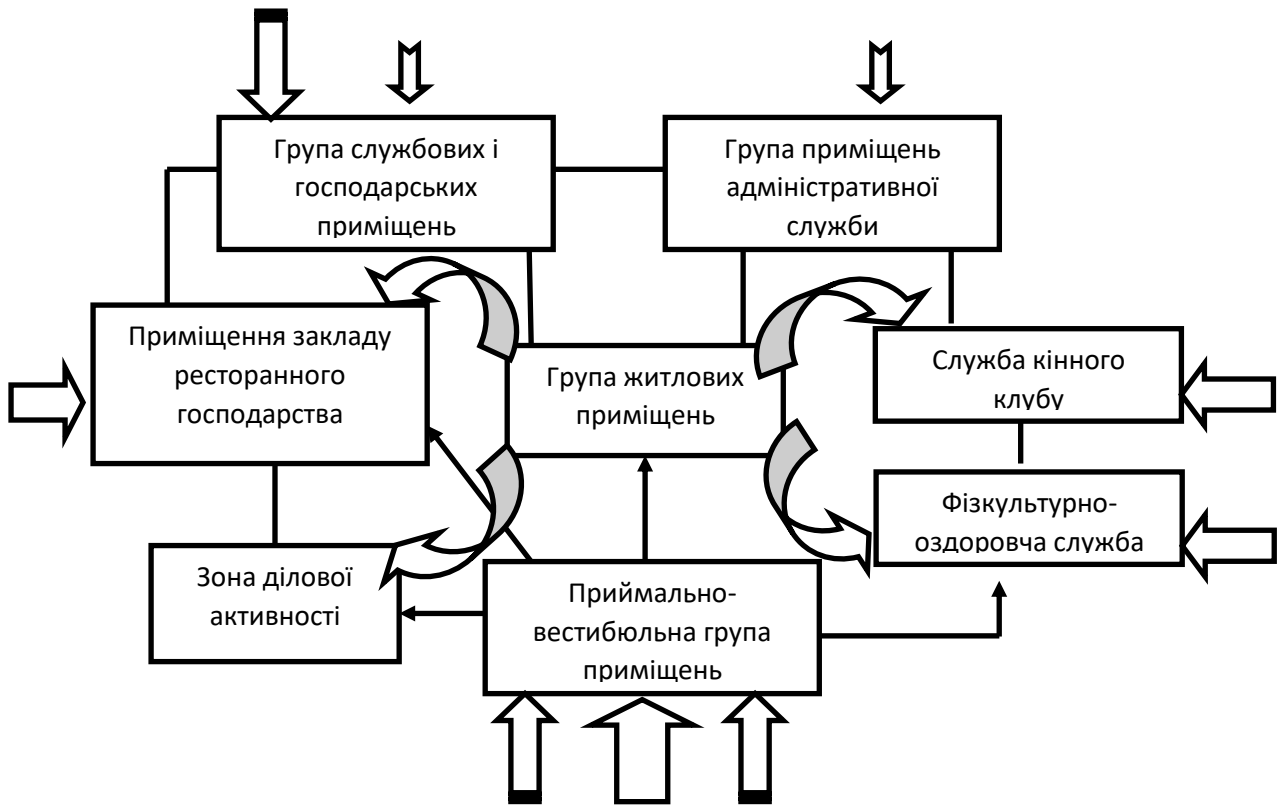 Група службових і
господарських
приміщень
Група приміщень
адміністративної
служби
Приміщення закладу
ресторанного
господарства
Група житлових
приміщень
Служба кінного
клубу
Фізкультурно-
оздоровча служба
Зона ділової
активності
Приймально-
вестибюльна група
приміщень